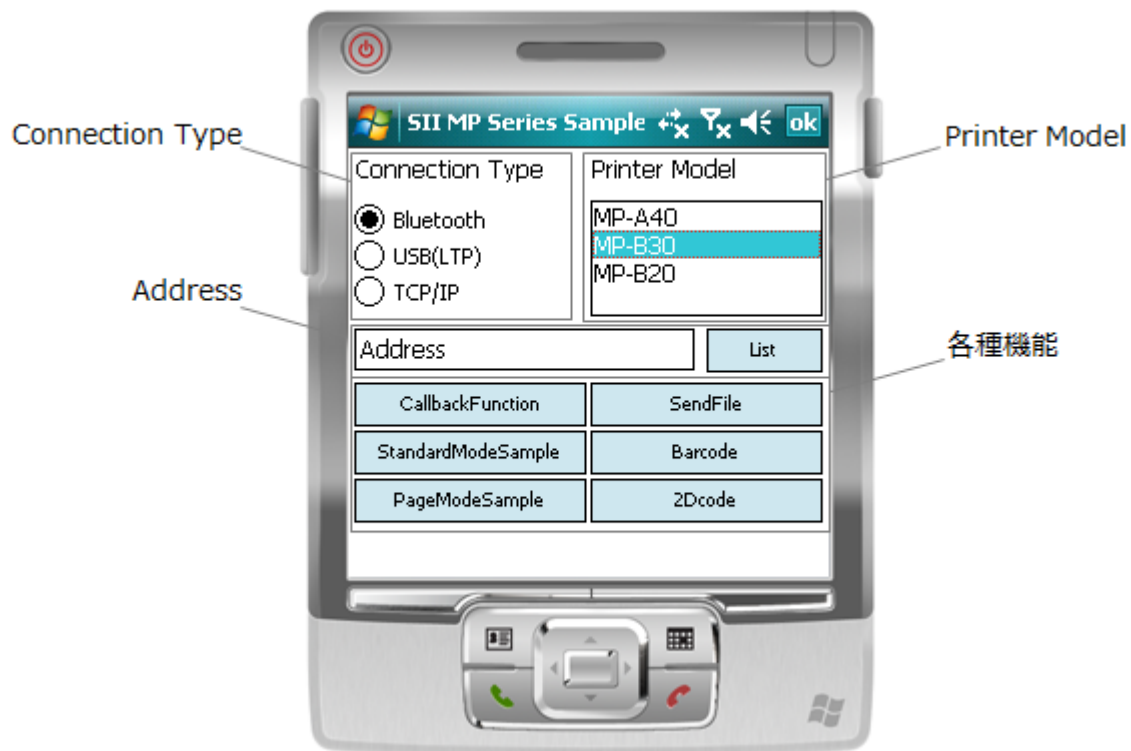 SII MP Series Sample ok
Connection Type
Printer Model
Connection Type
Printer Model
Bluetooth
USB(LTP)
TCP/IP
MP-A40
MP-B30
MP-B20
Address
Address
List
各種機能
CallbackFunction
SendFile
StandardModeSample
Barcode
PageModeSample
2Dcode